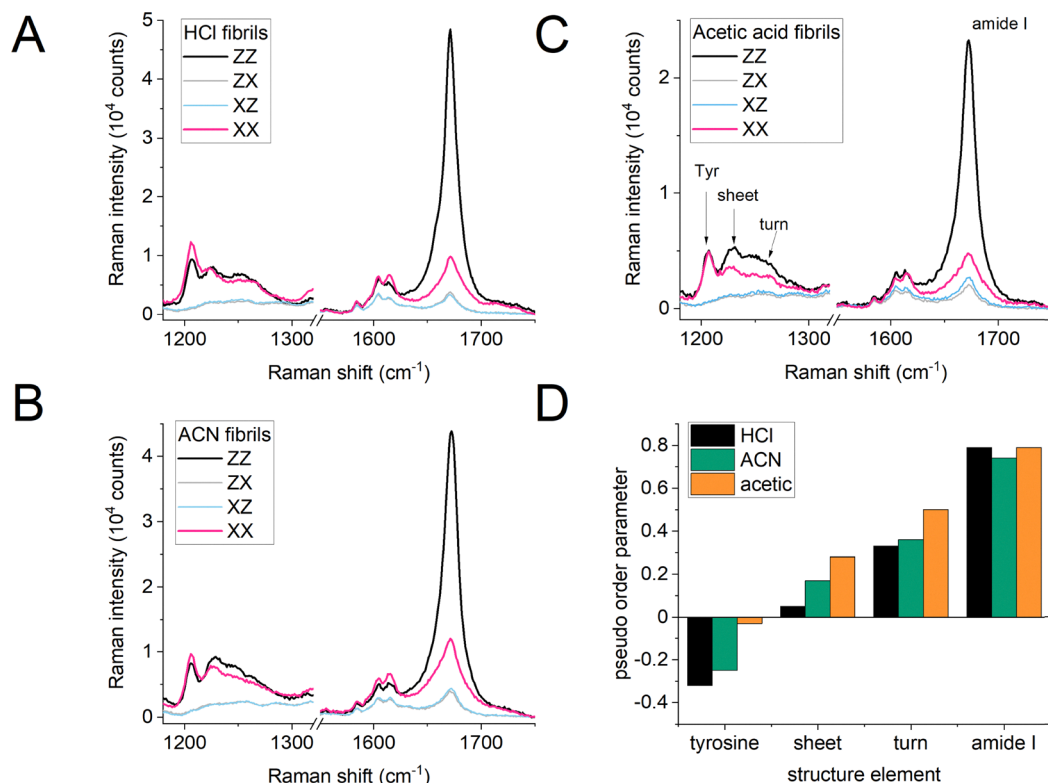 A
HCl fibrils
ZZ
ZX
XZ
XX
Raman intensity (10⁴ counts)
5
4
3
2
1
0
1200
1300
1600
1700
Raman shift (cm⁻¹)
B
ACN fibrils
ZZ
ZX
XZ
XX
Raman intensity (10⁴ counts)
4
3
2
1
0
1200
1300
1600
1700
Raman shift (cm⁻¹)
C
Acetic acid fibrils
ZZ
ZX
XZ
XX
amide I
Tyr
sheet
turn
Raman intensity (10⁴ counts)
2
1
0
1200
1300
1600
1700
Raman shift (cm⁻¹)
D
HCl
ACN
acetic
pseudo order parameter
0.8
0.6
0.4
0.2
0
-0.2
-0.4
tyrosine
sheet
turn
amide I
structure element